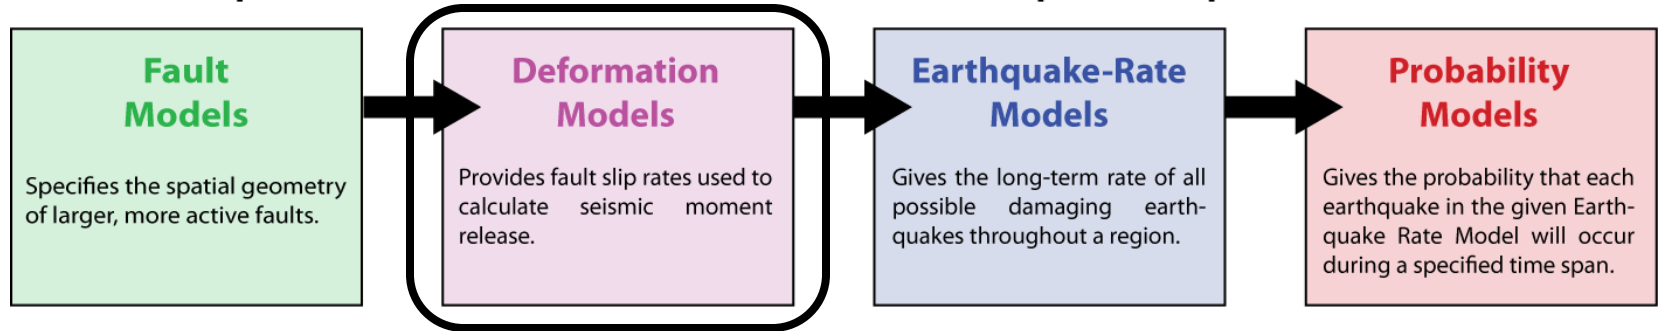 Fault
Models
Specifies the spatial geometry
of larger, more active faults.
Deformation
Models
Provides fault slip rates used to
calculate seismic moment
release.
Earthquake-Rate
Models
Gives the long-term rate of all
possible damaging earth-
quakes throughout a region.
Probability
Models
Gives the probability that each
earthquake in the given Earth-
quake Rate Model will occur
during a specified time span.